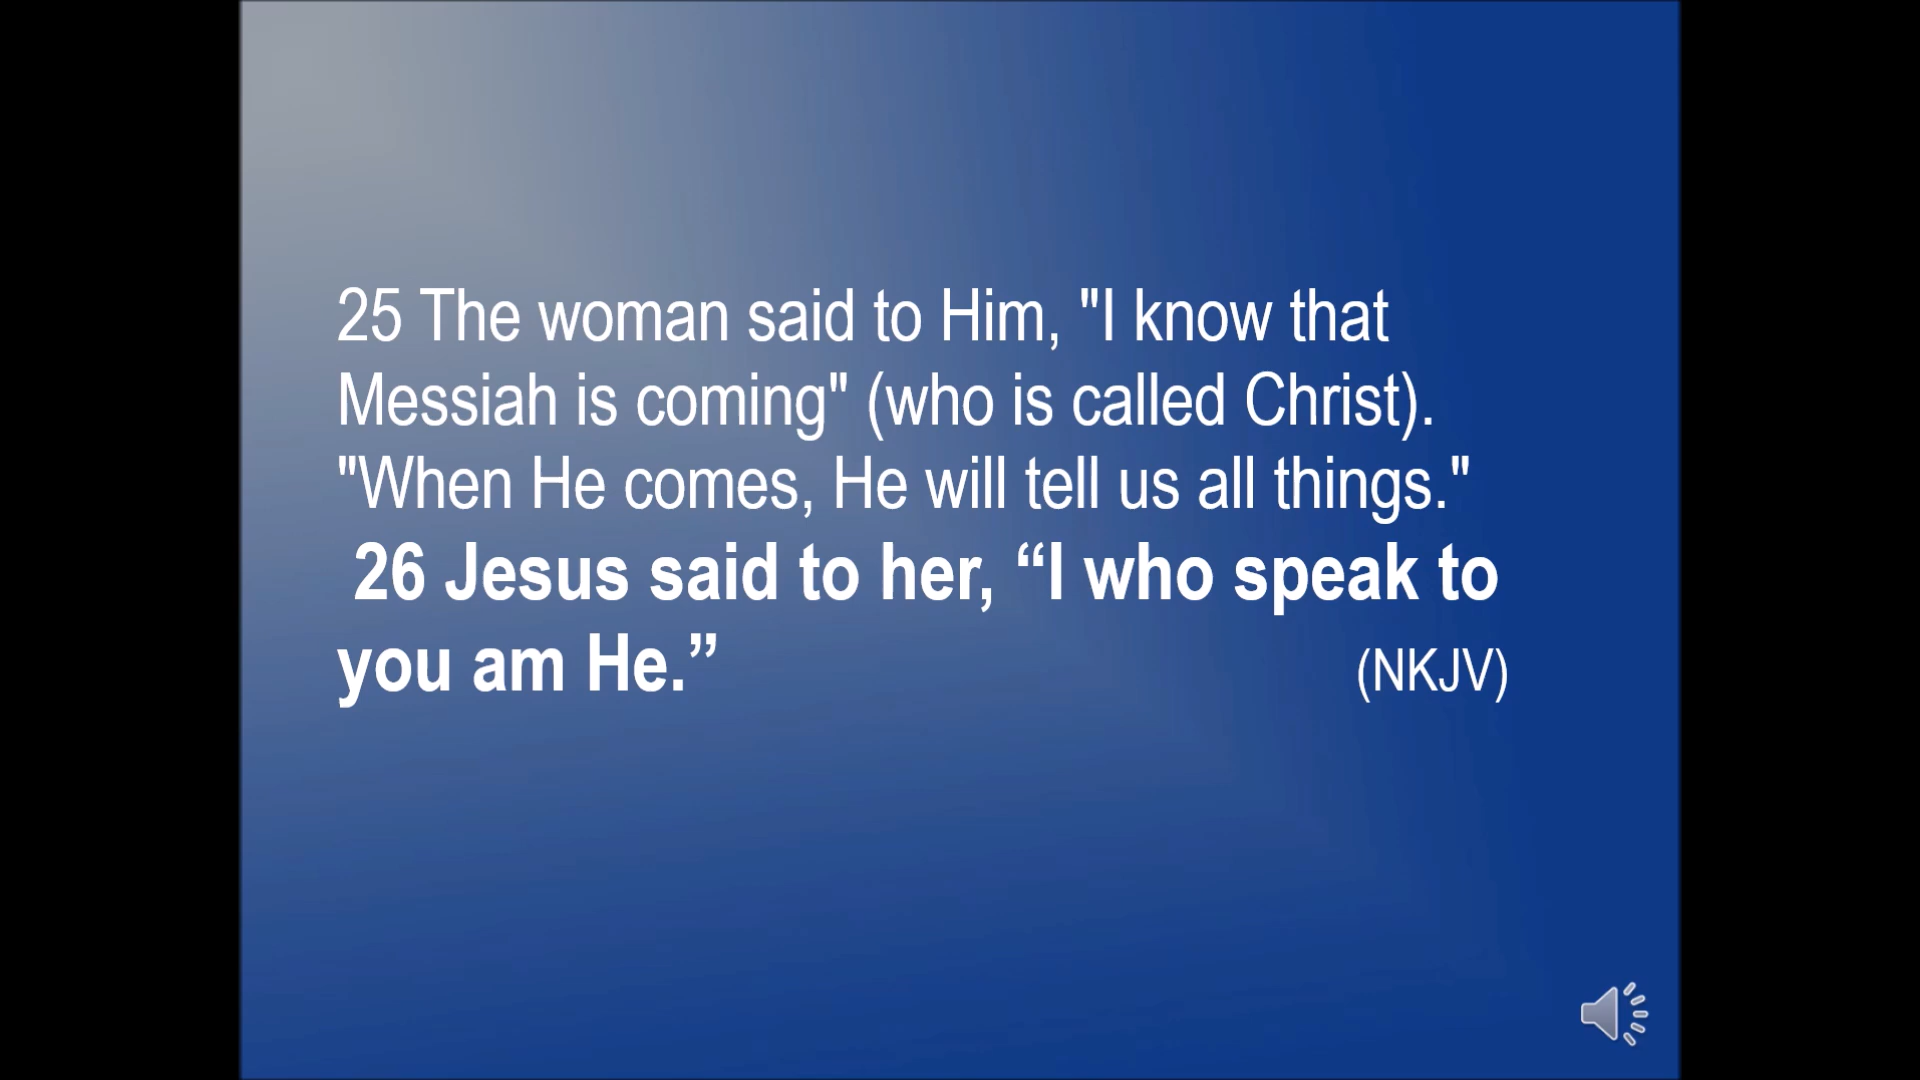 25 The woman said to Him, "I know that
Messiah is coming" (who is called Christ).
"When He comes, He will tell us all things."
26 Jesus said to her, “I who speak to
you am He.” (NKJV)